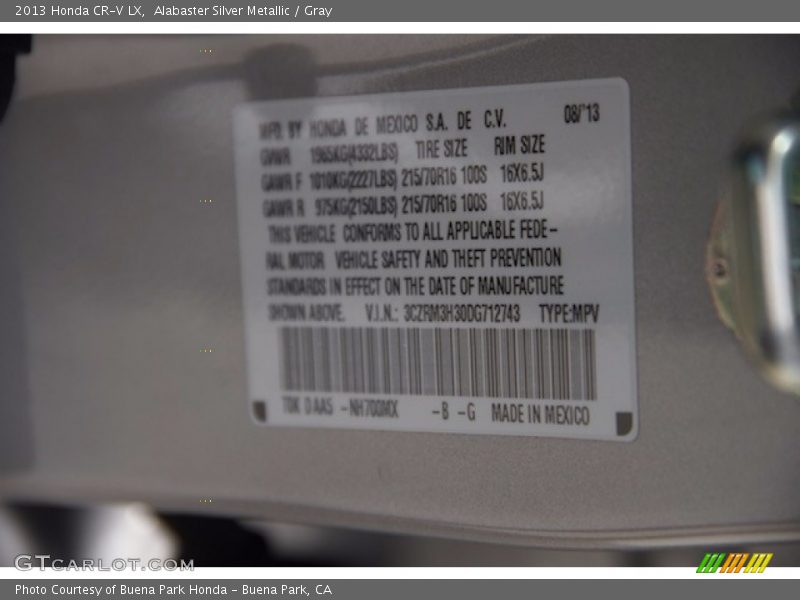 2013 Honda CR-V LX,  Alabaster Silver Metallic / Gray
MFD. BY HONDA DE MEXICO S.A. DE C.V. 08/'13
GVWR 1965KG(4332LBS) TIRE SIZE RIM SIZE
GAWR F 1010KG(2227LBS) 215/70R16 100S 16X6.5J
GAWR R 975KG(2150LBS) 215/70R16 100S 16X6.5J
THIS VEHICLE CONFORMS TO ALL APPLICABLE FEDE-
RAL MOTOR VEHICLE SAFETY AND THEFT PREVENTION
STANDARDS IN EFFECT ON THE DATE OF MANUFACTURE
SHOWN ABOVE. V.I.N.: 3CZRM3H30DG712743 TYPE:MPV
T0K DAA5 -NH700MX -B -G MADE IN MEXICO
GTCARLOT.COM
Photo Courtesy of Buena Park Honda - Buena Park, CA